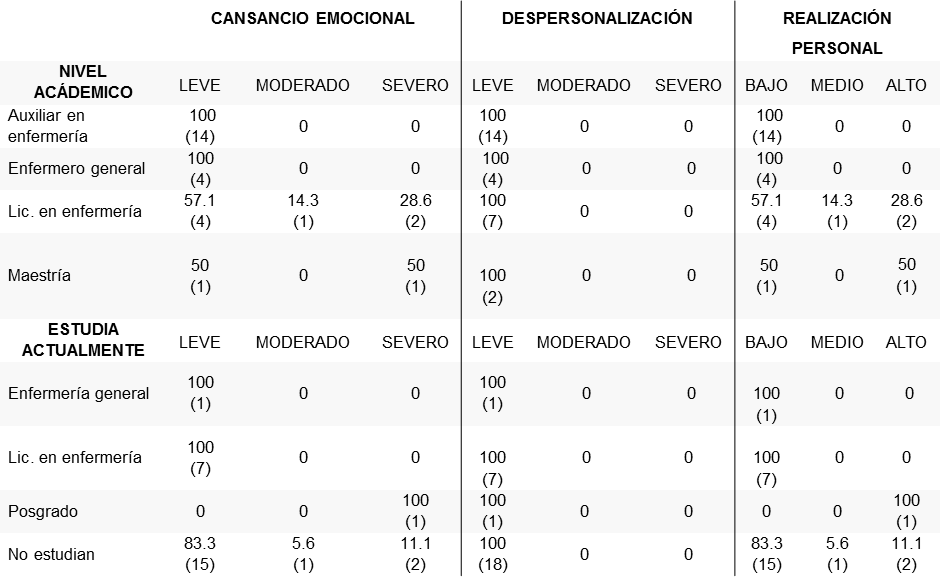 CANSANCIO EMOCIONAL DESPERSONALIZACIÓN REALIZACIÓN
PERSONAL
NIVEL
ACÁDEMICO LEVE MODERADO SEVERO LEVE MODERADO SEVERO BAJO MEDIO ALTO
Auxiliar en
enfermería 100
(14) 0 0 100
(14) 0 0 100
(14) 0 0
Enfermero general 100
(4) 0 0 100
(4) 0 0 100
(4) 0 0
Lic. en enfermería 57.1
(4) 14.3
(1) 28.6
(2) 100
(7) 0 0 57.1
(4) 14.3
(1) 28.6
(2)
Maestría 50
(1) 0 50
(1) 100
(2) 0 0 50
(1) 0 50
(1)
ESTUDIA
ACTUALMENTE LEVE MODERADO SEVERO LEVE MODERADO SEVERO BAJO MEDIO ALTO
Enfermería general 100
(1) 0 0 100
(1) 0 0 100
(1) 0 0
Lic. en enfermería 100
(7) 0 0 100
(7) 0 0 100
(7) 0 0
Posgrado 0 0 100
(1) 100
(1) 0 0 0 0 100
(1)
No estudian 83.3
(15) 5.6
(1) 11.1
(2) 100
(18) 0 0 83.3
(15) 5.6
(1) 11.1
(2)